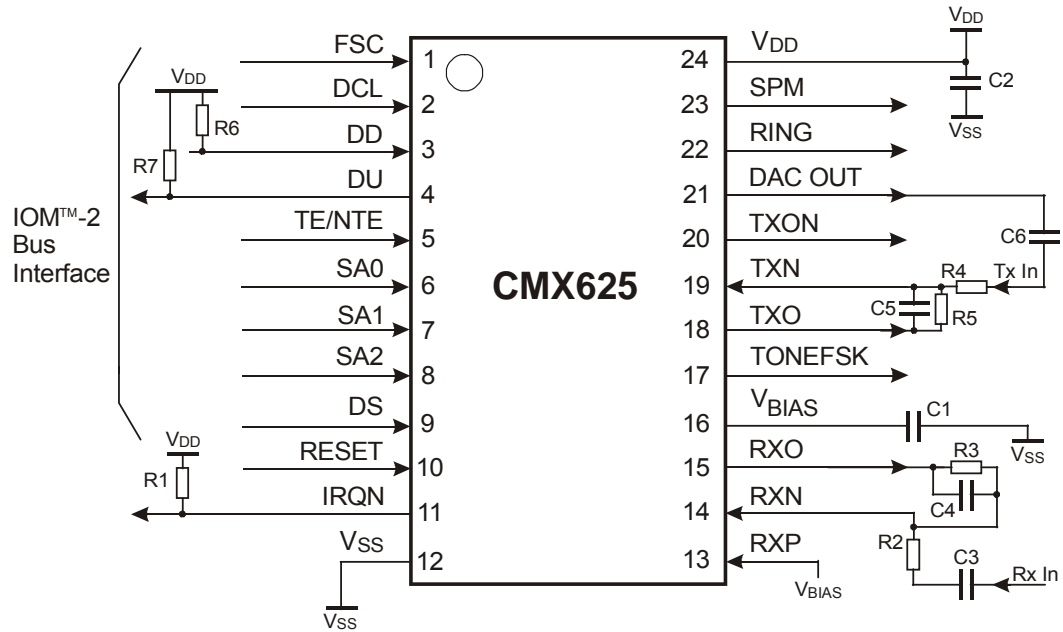 FSC
1
VDD
DCL
2
R6
DD
3
R7
DU
4
IOM™-2
Bus
Interface
TE/NTE
5
SA0
6
SA1
7
SA2
8
DS
9
VDD
RESET
10
R1
IRQN
11
VSS
12
VSS
CMX625
VDD
VDD
24
C2
SPM
23
VSS
RING
22
DAC OUT
21
C6
TXON
20
TXN
19
R4
Tx In
C5
R5
TXO
18
TONEFSK
17
VBIAS
16
C1
VSS
RXO
15
R3
C4
RXN
14
R2
C3
Rx In
RXP
13
VBIAS